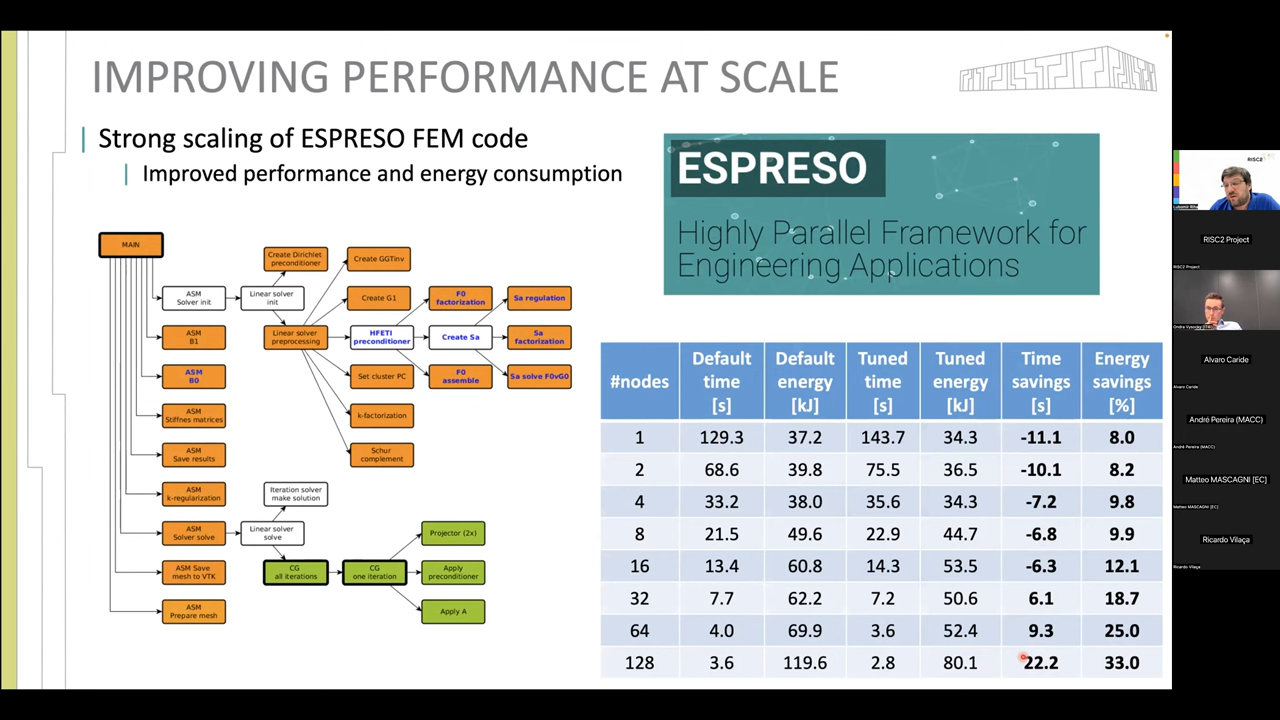 IMPROVING PERFORMANCE AT SCALE
Strong scaling of ESPRESO FEM code
Improved performance and energy consumption
ESPRESO
Highly Parallel Framework for
Engineering Applications
MAIN
ASM
Solver init
ASM
B1
ASM
B0
ASM
Stiffnes matrices
ASM
Save results
ASM
k-regularization
ASM
Solver solve
ASM Save
mesh to VTK
ASM
Prepare mesh
Linear solver
init
Linear solver
preprocessing
Create Dirichlet
preconditioner
Create GGTinv
Create G1
HFETI
preconditioner
Set cluster PC
k-factorization
Schur
complement
F0
factorization
Create Sa
F0
assemble
Sa regulation
Sa
factorization
Sa solve F0vG0
Iteration solver
make solution
Linear solver
solve
CG
all iterations
CG
one iteration
Projector (2x)
Apply
preconditioner
Apply A
#nodes Default time [s] Default energy [kJ] Tuned time [s] Tuned energy [kJ] Time savings [s] Energy savings [%]
1 129.3 37.2 143.7 34.3 -11.1 8.0
2 68.6 39.8 75.5 36.5 -10.1 8.2
4 33.2 38.0 35.6 34.3 -7.2 9.8
8 21.5 49.6 22.9 44.7 -6.8 9.9
16 13.4 60.8 14.3 53.5 -6.3 12.1
32 7.7 62.2 7.2 50.6 6.1 18.7
64 4.0 69.9 3.6 52.4 9.3 25.0
128 3.6 119.6 2.8 80.1 22.2 33.0
RISC2
Lubomir Riha
RISC2 Project
RISC2 Project
Ondra Vysocky (IT4I)
Alvaro Caride
Alvaro Caride
André Pereira (MACC)
André Pereira (MACC)
Matteo MASCAGNI [EC]
Matteo MASCAGNI [EC]
Ricardo Vilaça
Ricardo Vilaça